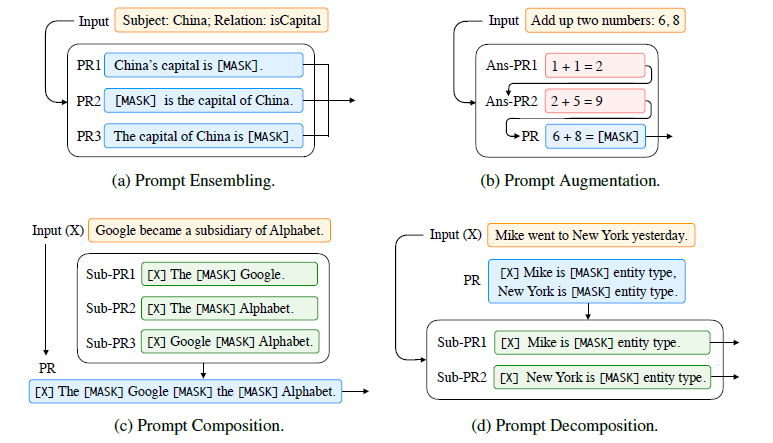 Input Subject: China; Relation: isCapital
PR1 China's capital is [MASK].
PR2 [MASK] is the capital of China.
PR3 The capital of China is [MASK].
(a) Prompt Ensembling.
Input Add up two numbers: 6, 8
Ans-PR1 1 + 1 = 2
Ans-PR2 2 + 5 = 9
PR 6 + 8 = [MASK]
(b) Prompt Augmentation.
Input (X) Google became a subsidiary of Alphabet.
Sub-PR1 [X] The [MASK] Google.
Sub-PR2 [X] The [MASK] Alphabet.
Sub-PR3 [X] Google [MASK] Alphabet.
PR
[X] The [MASK] Google [MASK] the [MASK] Alphabet.
(c) Prompt Composition.
Input (X) Mike went to New York yesterday.
PR [X] Mike is [MASK] entity type,
New York is [MASK] entity type.
Sub-PR1 [X] Mike is [MASK] entity type.
Sub-PR2 [X] New York is [MASK] entity type.
(d) Prompt Decomposition.